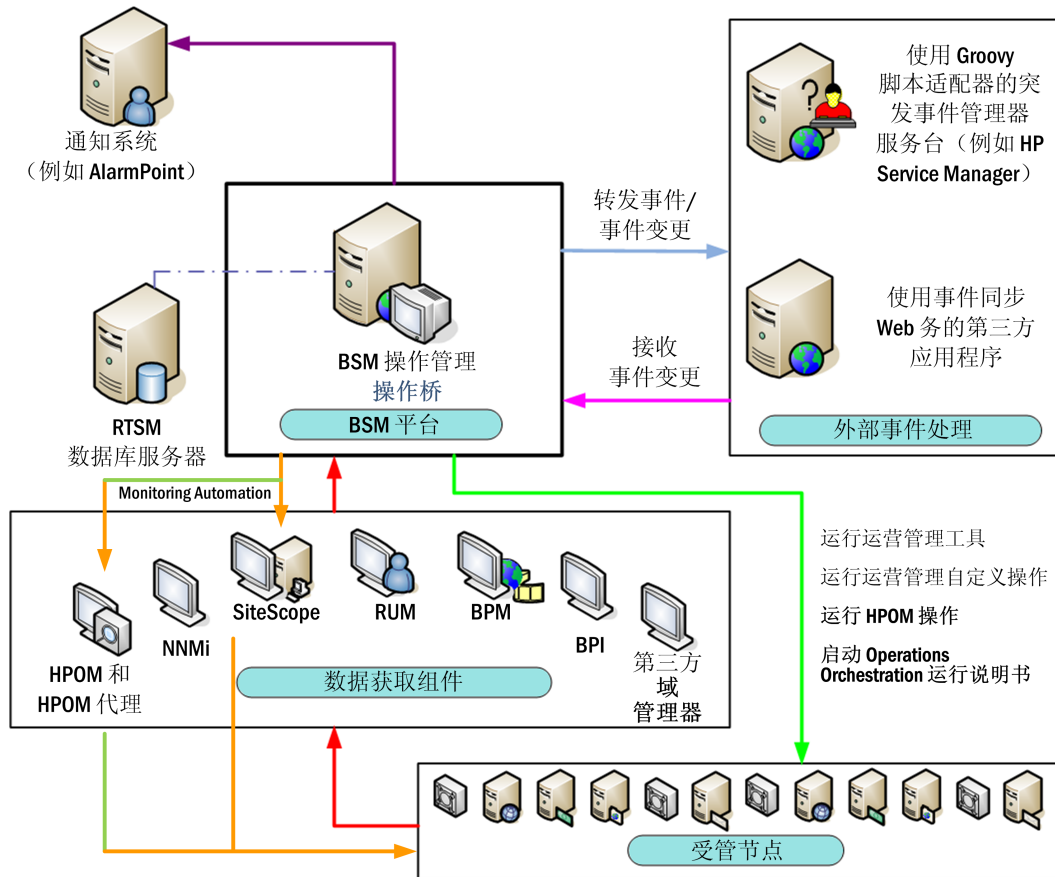 通知系统
（例如 AlarmPoint）
使用 Groovy
脚本适配器的突
发事件管理器
服务台（例如 HP
Service Manager）
转发事件/
事件变更
使用事件同步
Web 务的第三方
应用程序
接收
事件变更
外部事件处理
BSM 操作管理
操作桥
BSM 平台
RTSM
数据库服务器
Monitoring Automation
运行运营管理工具
运行运营管理自定义操作
运行 HPOM 操作
启动 Operations
Orchestration 运行说明书
HPOM 和
HPOM 代理
NNMi
SiteScope
RUM
BPM
BPI
第三方
域
管理器
数据获取组件
受管节点